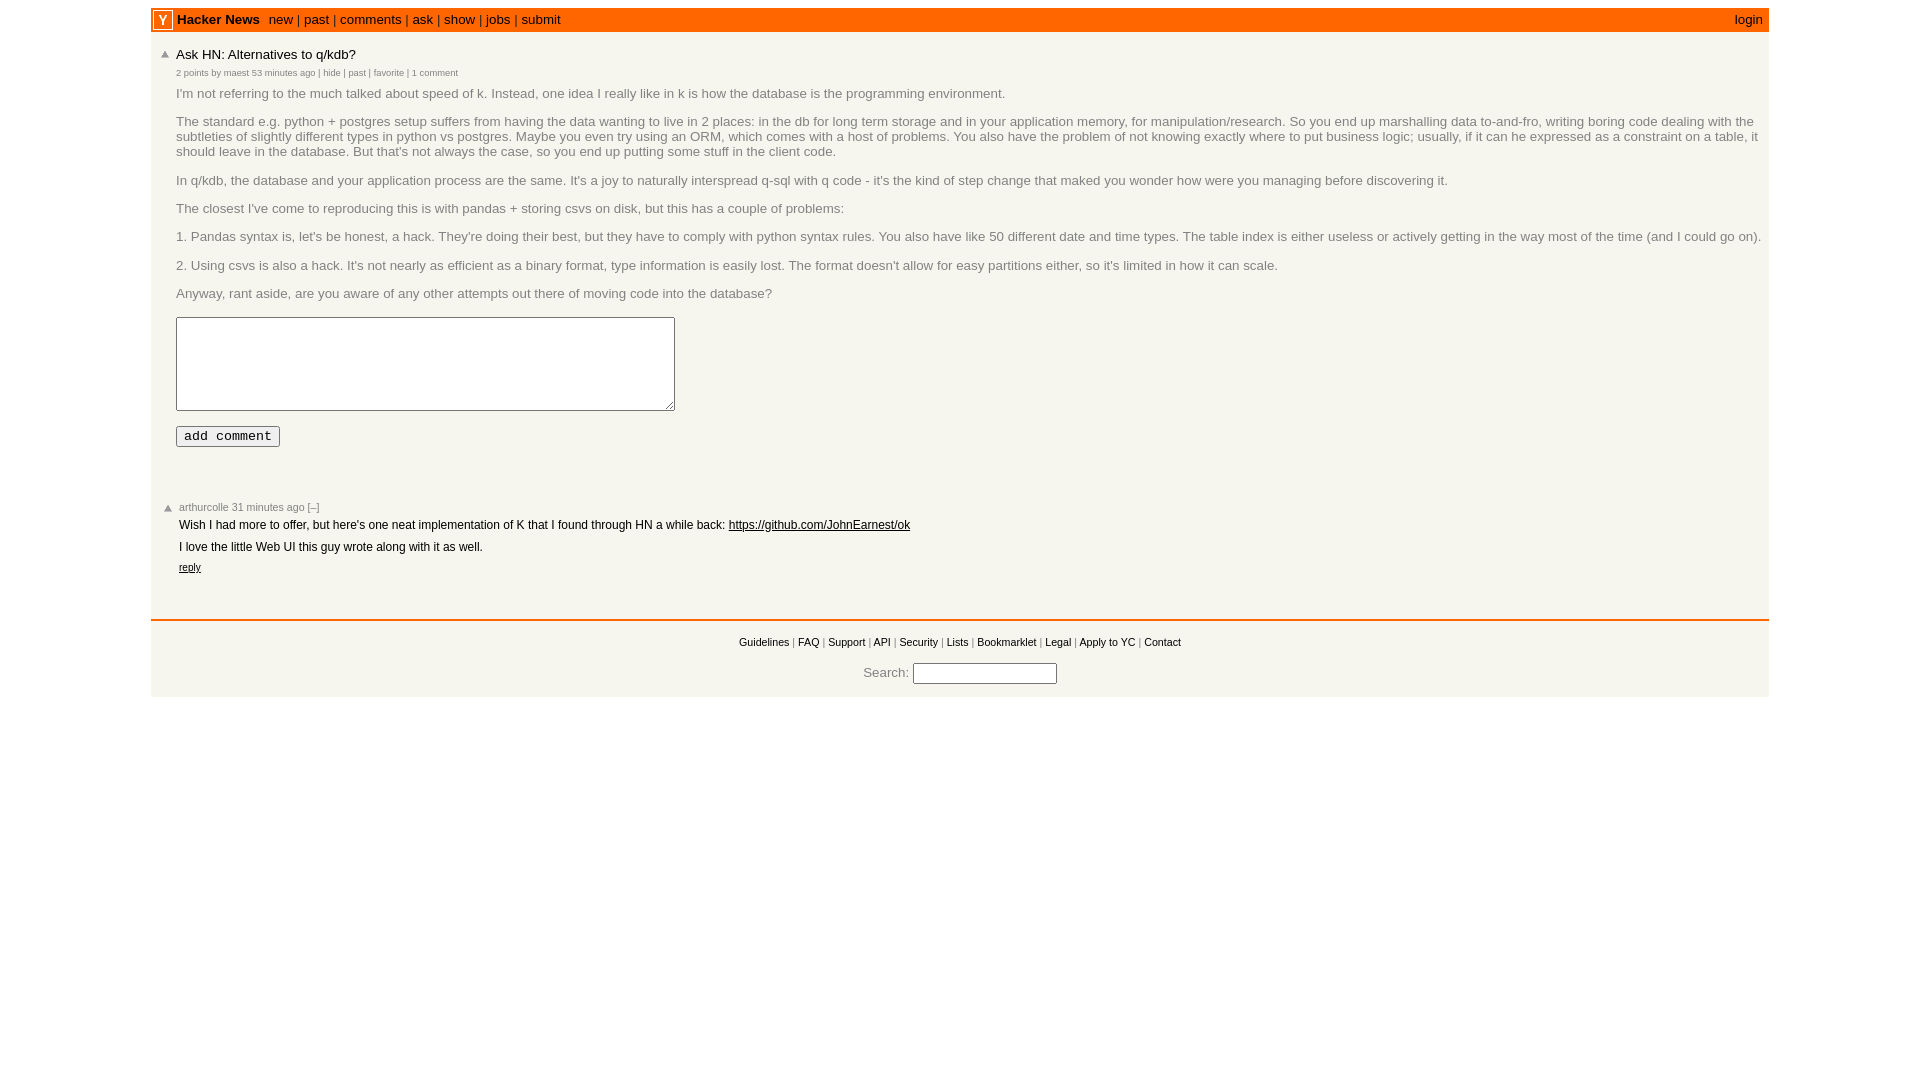 Y Hacker News new | past | comments | ask | show | jobs | submit login
Ask HN: Alternatives to q/kdb?
2 points by maest 53 minutes ago | hide | past | favorite | 1 comment
I'm not referring to the much talked about speed of k. Instead, one idea I really like in k is how the database is the programming environment.
The standard e.g. python + postgres setup suffers from having the data wanting to live in 2 places: in the db for long term storage and in your application memory, for manipulation/research. So you end up marshalling data to-and-fro, writing boring code dealing with the
subtleties of slightly different types in python vs postgres. Maybe you even try using an ORM, which comes with a host of problems. You also have the problem of not knowing exactly where to put business logic; usually, if it can he expressed as a constraint on a table, it
should leave in the database. But that's not always the case, so you end up putting some stuff in the client code.
In q/kdb, the database and your application process are the same. It's a joy to naturally interspread q-sql with q code - it's the kind of step change that maked you wonder how were you managing before discovering it.
The closest I've come to reproducing this is with pandas + storing csvs on disk, but this has a couple of problems:
1. Pandas syntax is, let's be honest, a hack. They're doing their best, but they have to comply with python syntax rules. You also have like 50 different date and time types. The table index is either useless or actively getting in the way most of the time (and I could go on).
2. Using csvs is also a hack. It's not nearly as efficient as a binary format, type information is easily lost. The format doesn't allow for easy partitions either, so it's limited in how it can scale.
Anyway, rant aside, are you aware of any other attempts out there of moving code into the database?
add comment
arthurcolle 31 minutes ago [–]
Wish I had more to offer, but here's one neat implementation of K that I found through HN a while back: https://github.com/JohnEarnest/ok
I love the little Web UI this guy wrote along with it as well.
reply
Guidelines | FAQ | Support | API | Security | Lists | Bookmarklet | Legal | Apply to YC | Contact
Search: